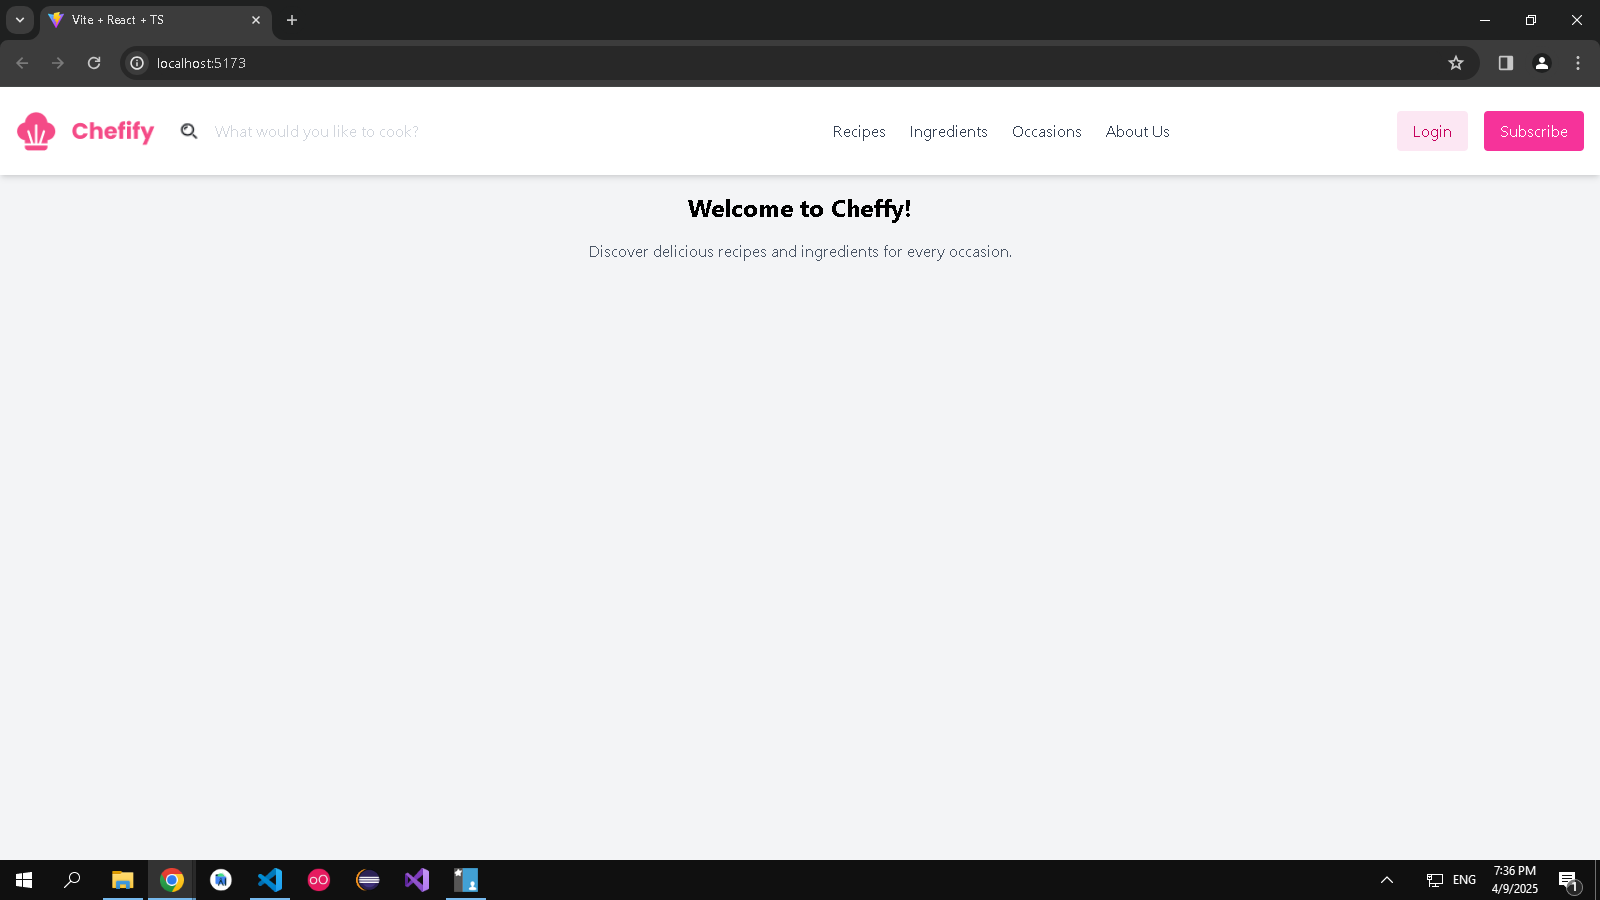 Vite + React + TS
localhost:5173
Chefify
What would you like to cook?
Recipes Ingredients Occasions About Us
Login
Subscribe
Welcome to Cheffy!
Discover delicious recipes and ingredients for every occasion.
ENG
7:36 PM
4/9/2025
1